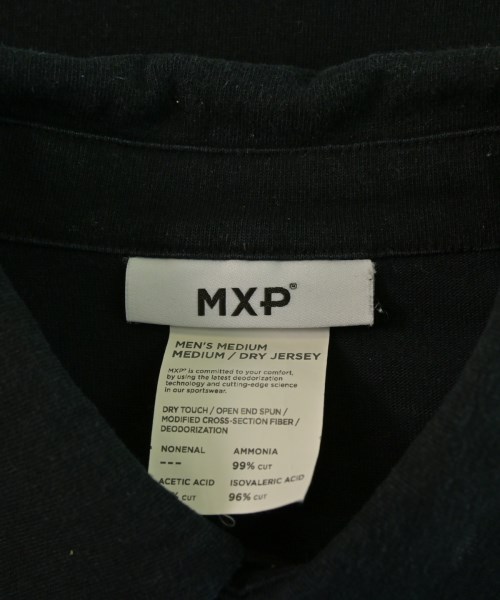 MXP
MEN'S MEDIUM
MEDIUM / DRY JERSEY
MXP® is committed to your comfort,
by using the latest deodorization
technology and cutting-edge science
in our sportswear.
DRY TOUCH / OPEN END SPUN /
MODIFIED CROSS-SECTION FIBER /
DEODORIZATION
NONENAL AMMONIA
--- 99% CUT
ACETIC ACID ISOVALERIC ACID
% CUT 96% CUT